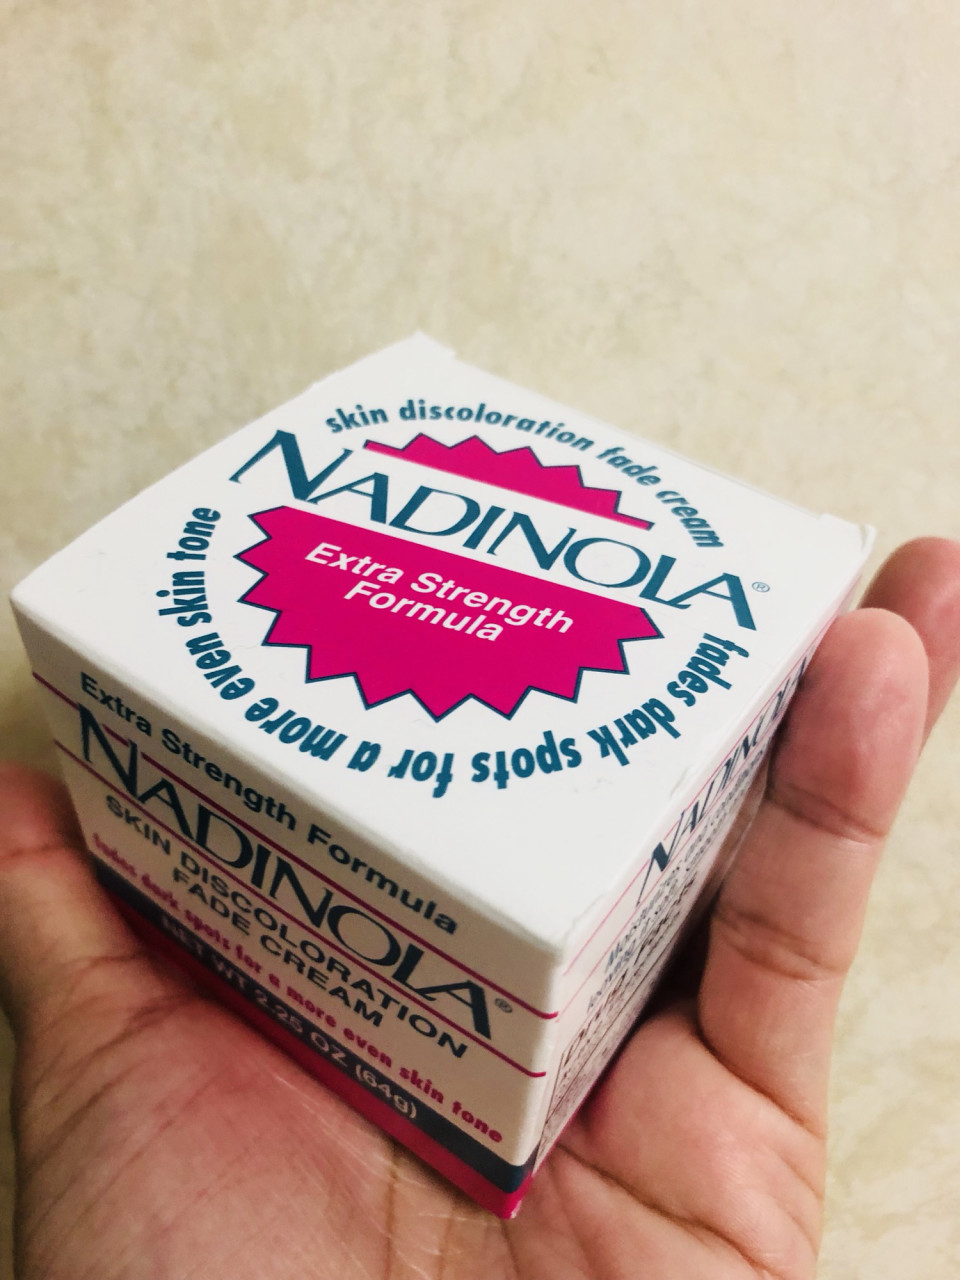 skin discoloration fade cream
NADINOLA®
Extra Strength
Formula
fades dark spots for a more even skin tone
Extra Strength Formula
NADINOLA®
SKIN DISCOLORATION
FADE CREAM
fades dark spots for a more even skin tone
NET WT 2.25 OZ (64g)
NADINOLA